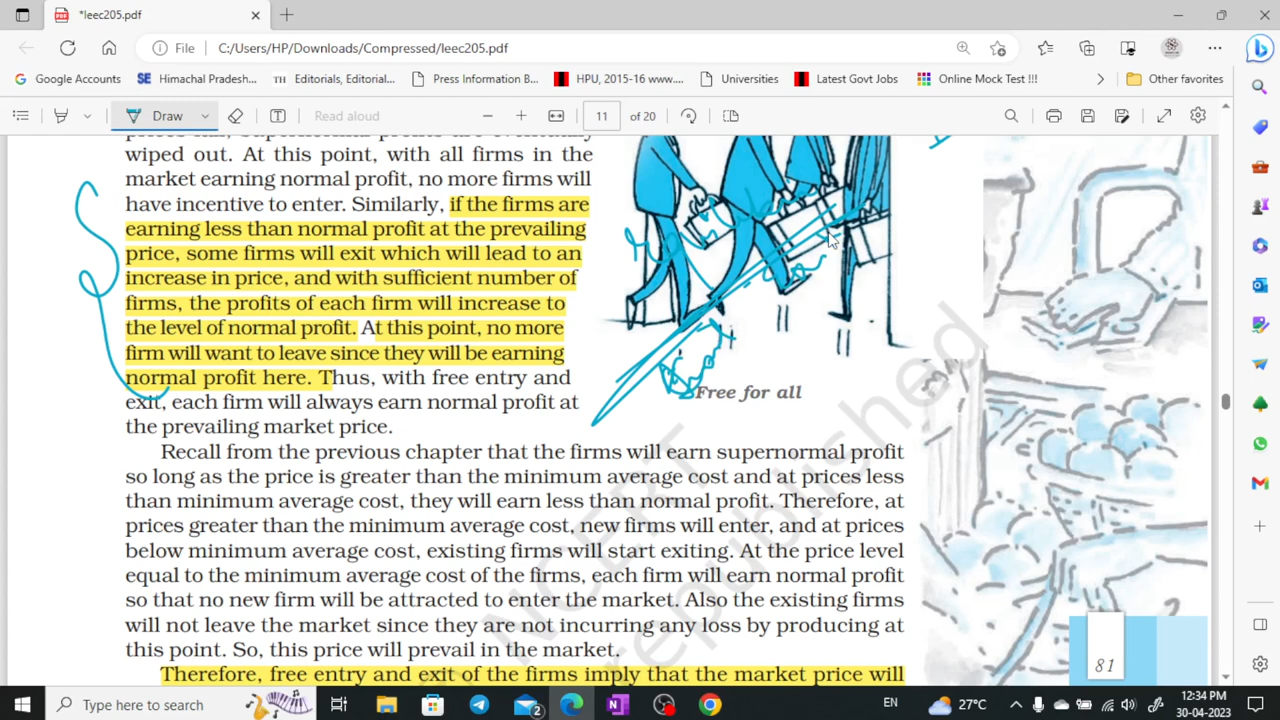 *leec205.pdf
File
C:/Users/HP/Downloads/Compressed/leec205.pdf
Google Accounts
SE Himachal Pradesh...
TH Editorials, Editorial...
Press Information B...
HPU, 2015-16 www....
Universities
Latest Govt Jobs
Online Mock Test !!!
Other favorites
Draw
Read aloud
11 of 20
wiped out. At this point, with all firms in the
market earning normal profit, no more firms will
have incentive to enter. Similarly, if the firms are
earning less than normal profit at the prevailing
price, some firms will exit which will lead to an
increase in price, and with sufficient number of
firms, the profits of each firm will increase to
the level of normal profit. At this point, no more
firm will want to leave since they will be earning
normal profit here. Thus, with free entry and
exit, each firm will always earn normal profit at
the prevailing market price.
Free for all
Recall from the previous chapter that the firms will earn supernormal profit
so long as the price is greater than the minimum average cost and at prices less
than minimum average cost, they will earn less than normal profit. Therefore, at
prices greater than the minimum average cost, new firms will enter, and at prices
below minimum average cost, existing firms will start exiting. At the price level
equal to the minimum average cost of the firms, each firm will earn normal profit
so that no new firm will be attracted to enter the market. Also the existing firms
will not leave the market since they are not incurring any loss by producing at
this point. So, this price will prevail in the market.
Therefore, free entry and exit of the firms imply that the market price will
NCERT
republished
81
Type here to search
2
27°C
EN
12:34 PM
30-04-2023